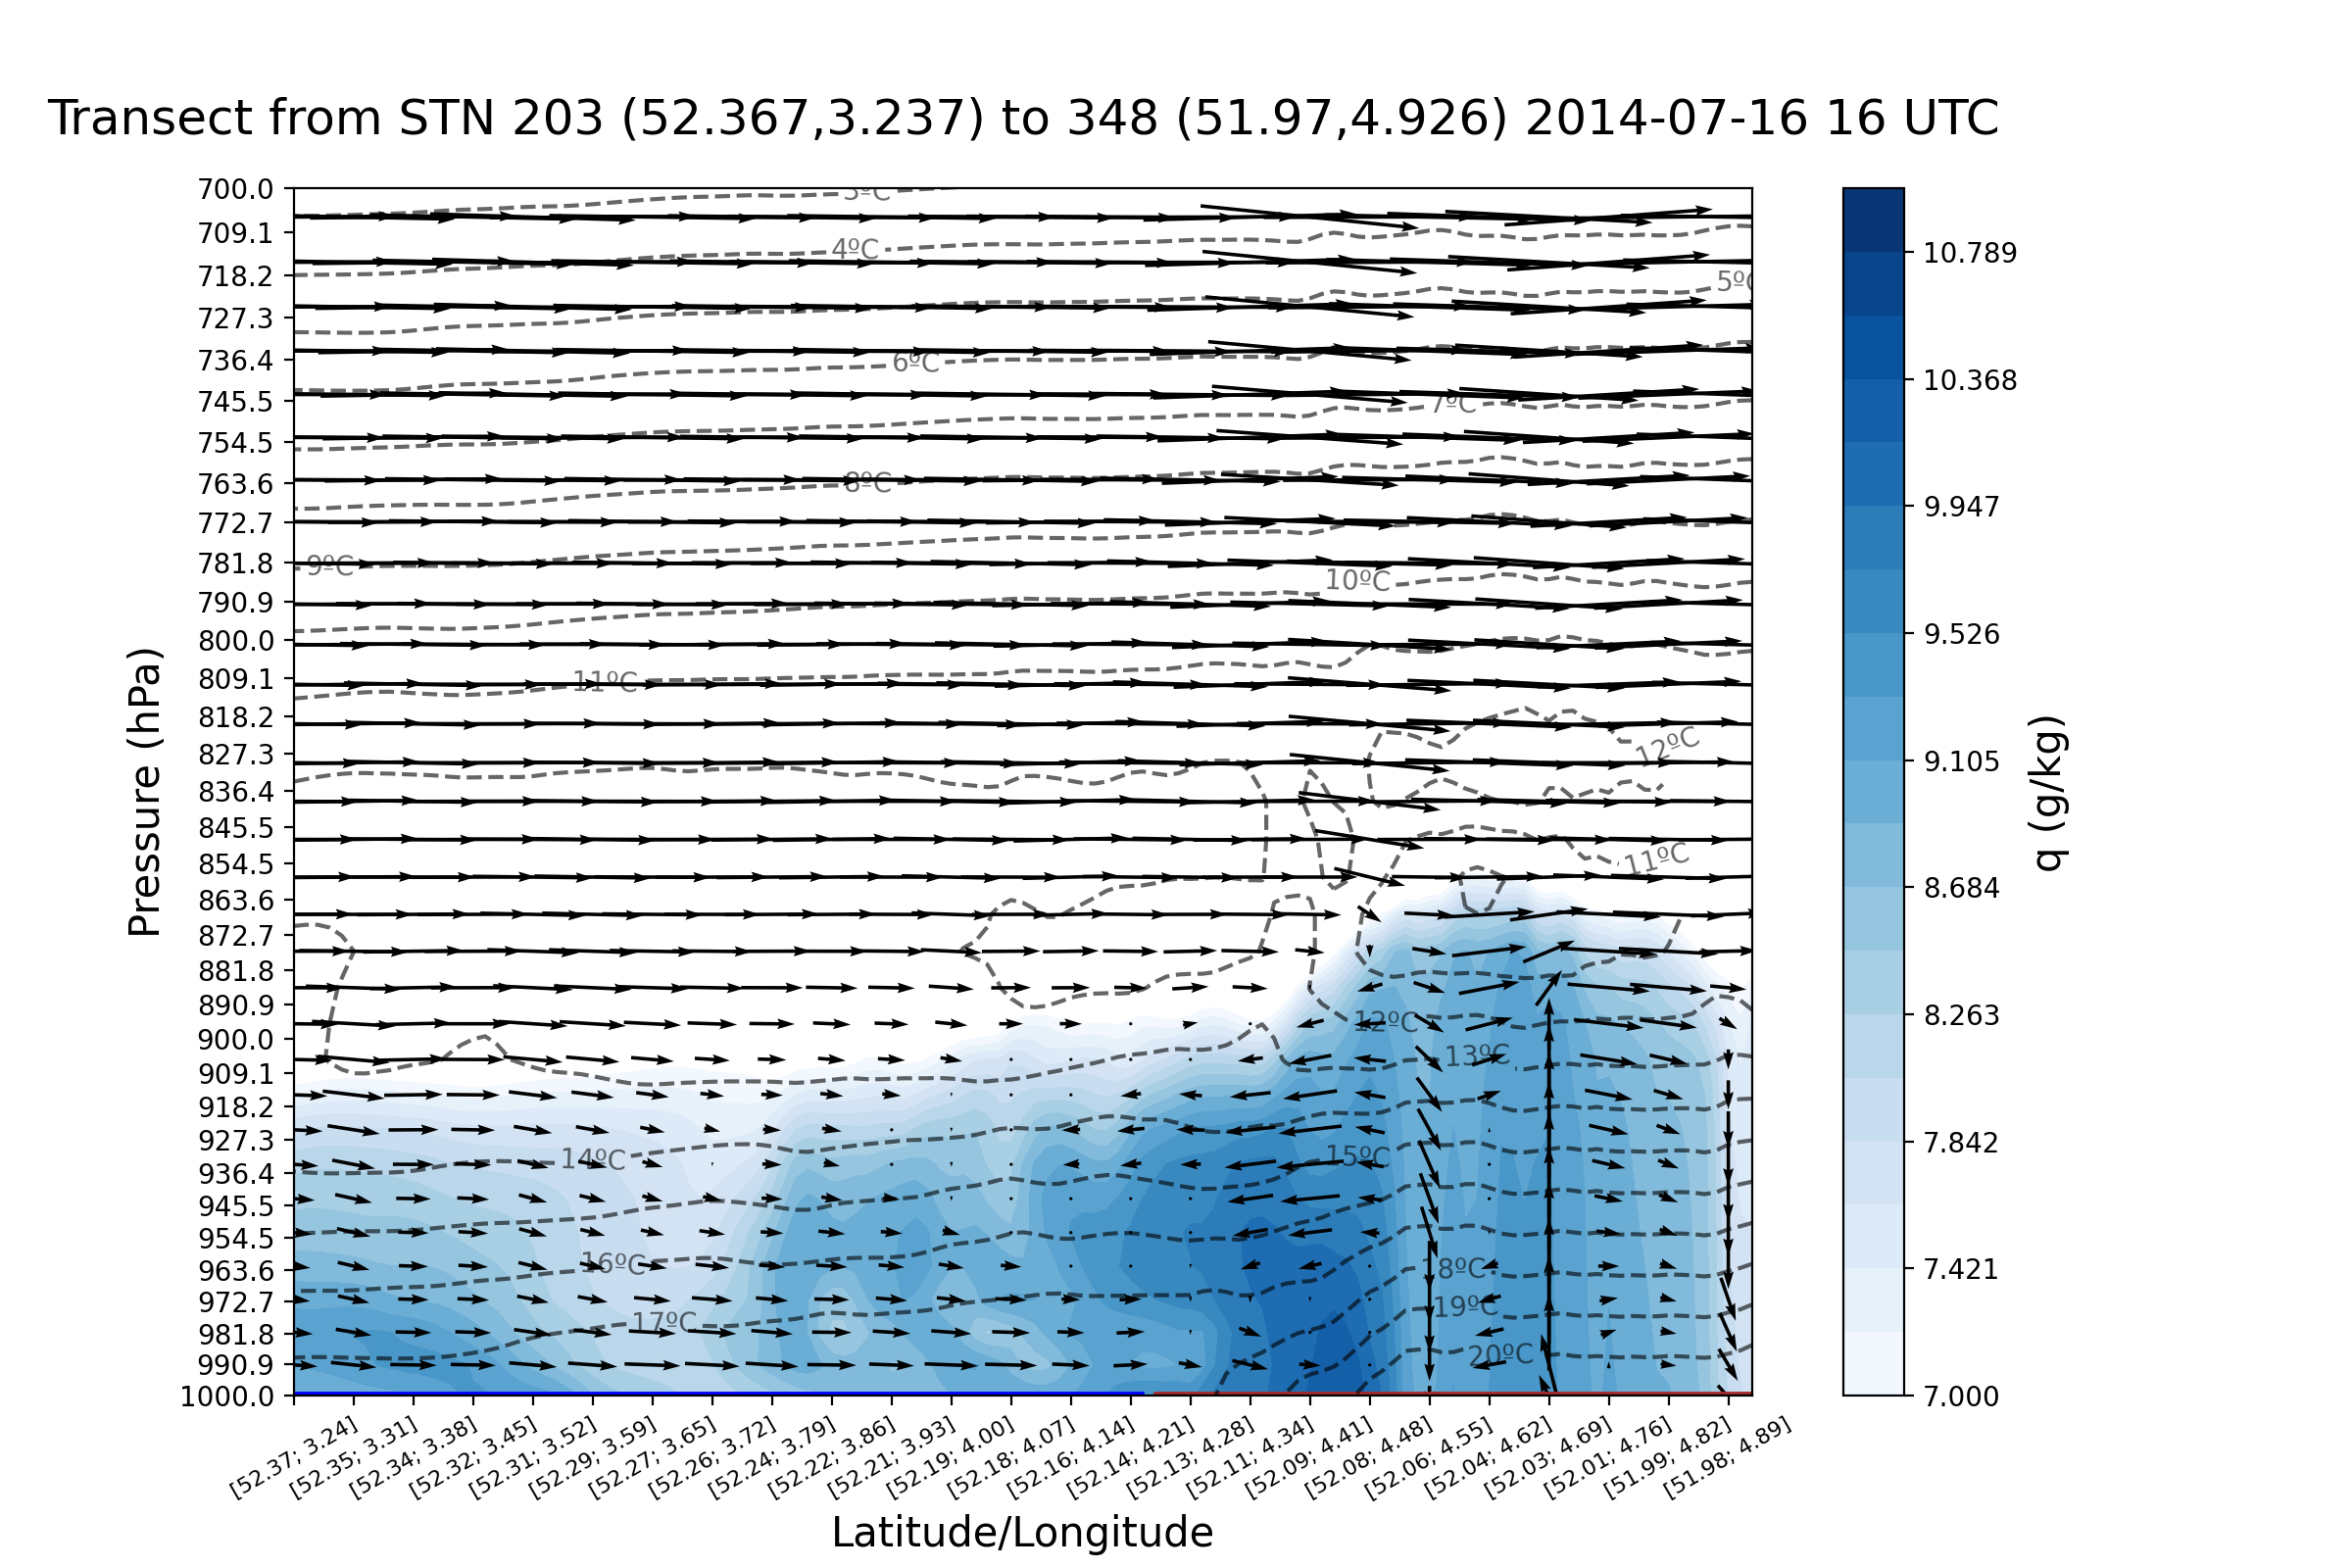 Transect from STN 203 (52.367,3.237) to 348 (51.97,4.926) 2014-07-16 16 UTC
700.0
709.1
718.2
727.3
736.4
745.5
754.5
763.6
772.7
781.8
790.9
800.0
809.1
818.2
827.3
836.4
845.5
854.5
863.6
872.7
881.8
890.9
900.0
909.1
918.2
927.3
936.4
945.5
954.5
963.6
972.7
981.8
990.9
1000.0
Pressure (hPa)
3ºC
4ºC
5ºC
6ºC
7ºC
8ºC
9ºC
10ºC
11ºC
12ºC
11ºC
12ºC
13ºC
14ºC
15ºC
16ºC
18ºC
17ºC
19ºC
20ºC
[52.37; 3.24]
[52.35; 3.31]
[52.34; 3.38]
[52.32; 3.45]
[52.31; 3.52]
[52.29; 3.59]
[52.27; 3.65]
[52.26; 3.72]
[52.24; 3.79]
[52.22; 3.86]
[52.21; 3.93]
[52.19; 4.00]
[52.18; 4.07]
[52.16; 4.14]
[52.14; 4.21]
[52.13; 4.28]
[52.11; 4.34]
[52.09; 4.41]
[52.08; 4.48]
[52.06; 4.55]
[52.04; 4.62]
[52.03; 4.69]
[52.01; 4.76]
[51.99; 4.82]
[51.98; 4.89]
Latitude/Longitude
10.789
10.368
9.947
9.526
9.105
8.684
8.263
7.842
7.421
7.000
q (g/kg)